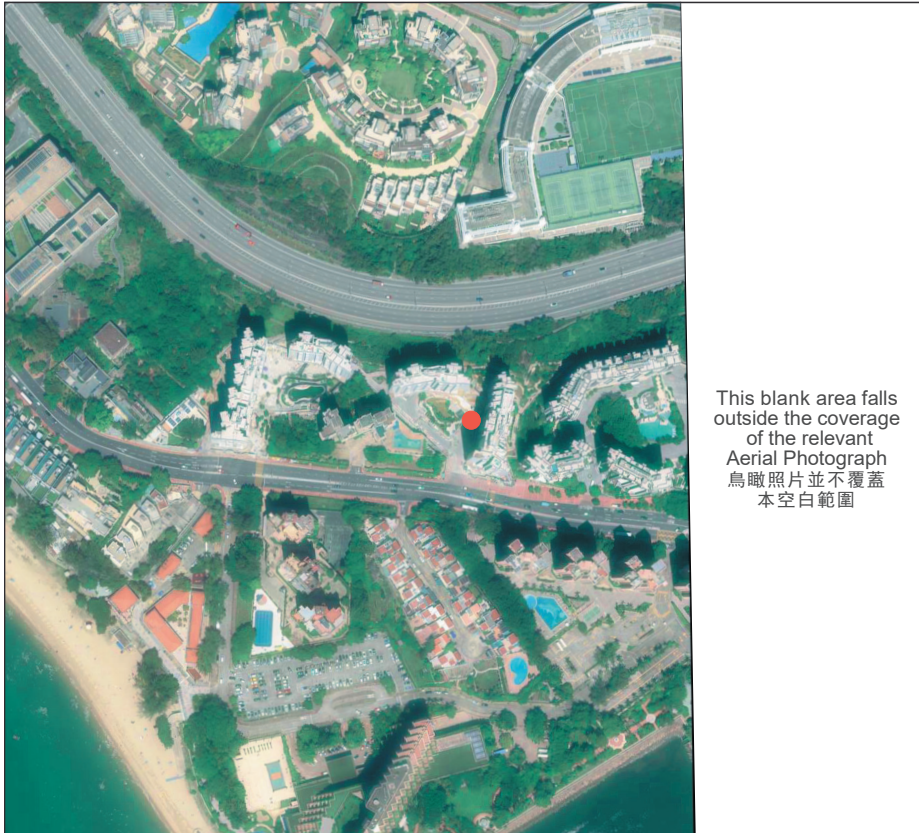 This blank area falls
outside the coverage
of the relevant
Aerial Photograph
鳥瞰照片並不覆蓋
本空白範圍